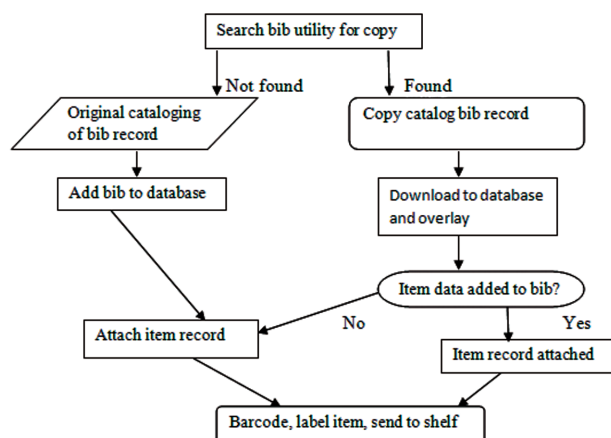 Search bib utility for copy
Not found
Found
Original cataloging
of bib record
Copy catalog bib record
Add bib to database
Download to database
and overlay
Item data added to bib?
No
Yes
Attach item record
Item record attached
Barcode, label item, send to shelf